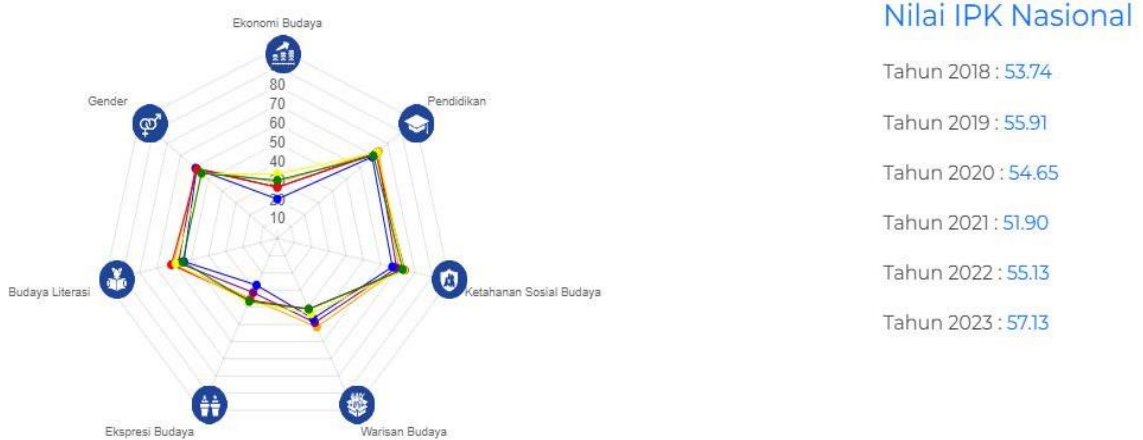 Ekonomi Budaya
80
70
60
50
40
20
10
Gender
Pendidikan
Budaya Literasi
Ketahanan Sosial Budaya
Ekspresi Budaya
Warisan Budaya
Nilai IPK Nasional
Tahun 2018 : 53.74
Tahun 2019 : 55.91
Tahun 2020 : 54.65
Tahun 2021 : 51.90
Tahun 2022 : 55.13
Tahun 2023 : 57.13